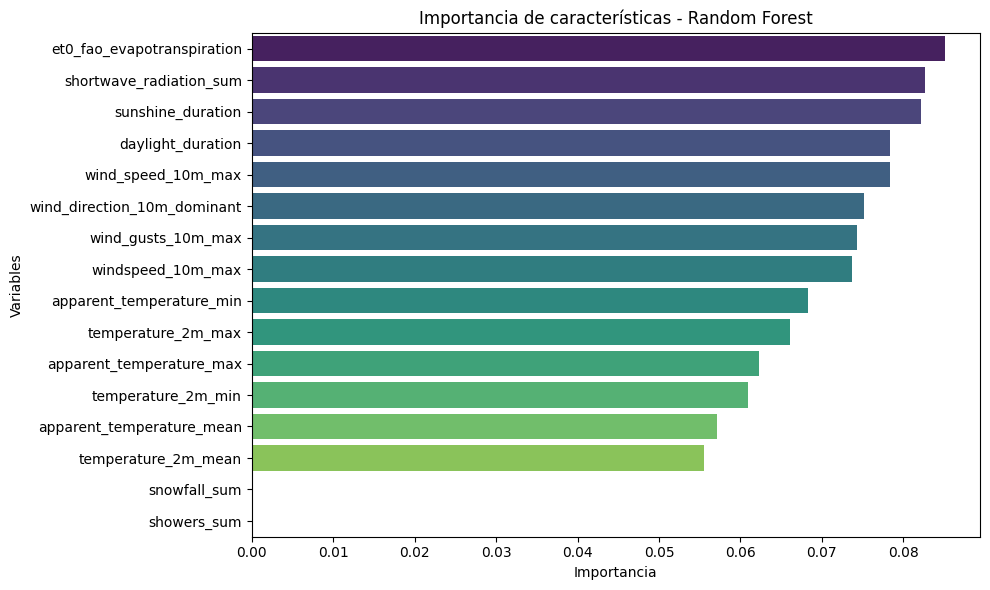 Importancia de características - Random Forest
et0_fao_evapotranspiration
shortwave_radiation_sum
sunshine_duration
daylight_duration
wind_speed_10m_max
wind_direction_10m_dominant
wind_gusts_10m_max
windspeed_10m_max
apparent_temperature_min
temperature_2m_max
apparent_temperature_max
temperature_2m_min
apparent_temperature_mean
temperature_2m_mean
snowfall_sum
showers_sum
Variables
0.00 0.01 0.02 0.03 0.04 0.05 0.06 0.07 0.08
Importancia